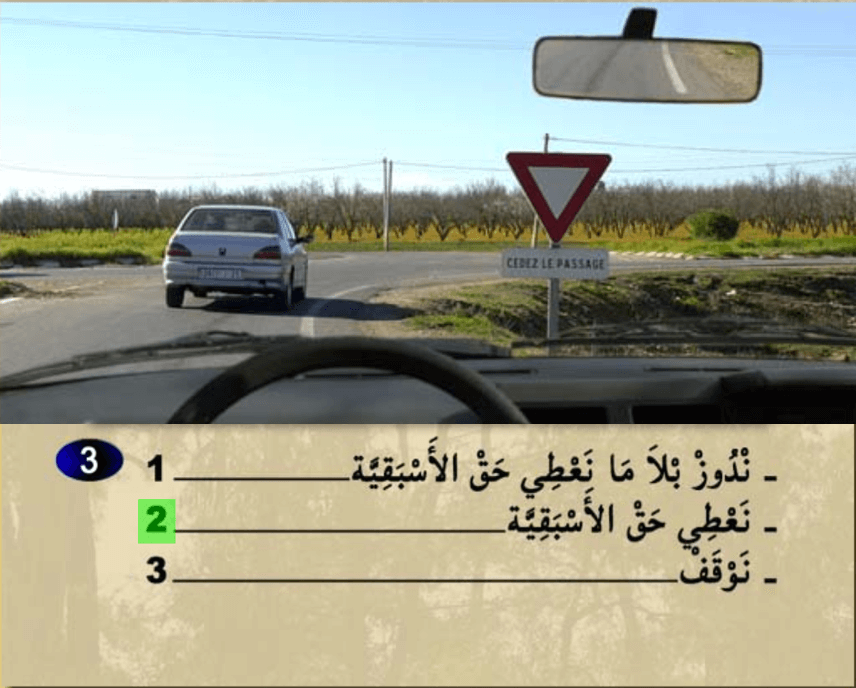 CEDEZ LE PASSAGE
3
ـ نْدُوزْ بْلاَ مَا نَعْطِي حَقْ الأَسْبَقِيَّة 1
ـ نَعْطِي حَقْ الأَسْبَقِيَّة 2
ـ نَوْقَفْ 3